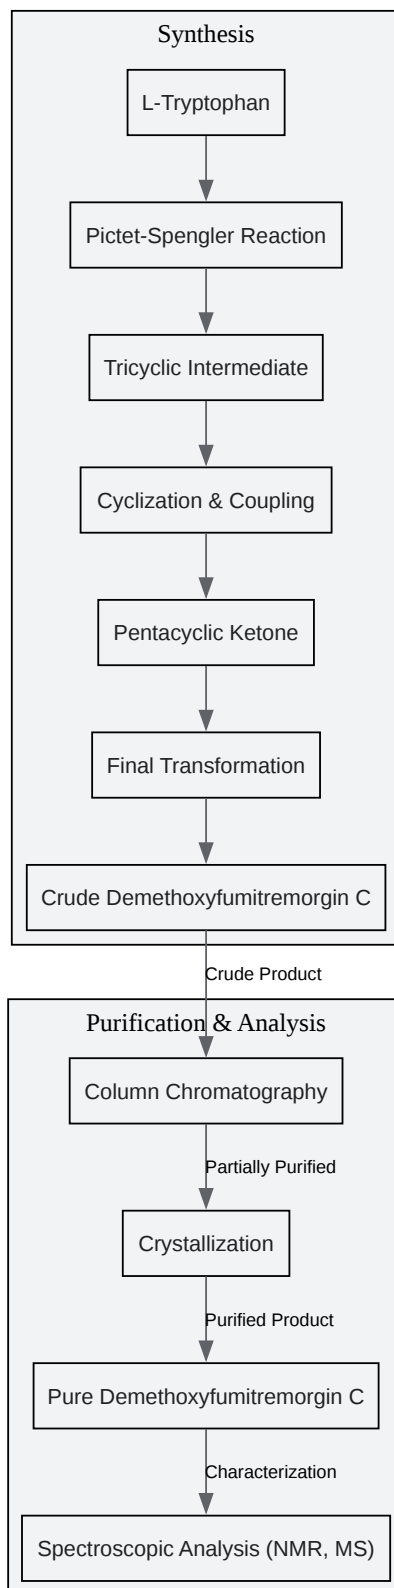 Synthesis
L-Tryptophan
Pictet-Spengler Reaction
Tricyclic Intermediate
Cyclization & Coupling
Pentacyclic Ketone
Final Transformation
Crude Demethoxyfumitremorgin C
Crude Product
Purification & Analysis
Column Chromatography
Partially Purified
Crystallization
Purified Product
Pure Demethoxyfumitremorgin C
Characterization
Spectroscopic Analysis (NMR, MS)